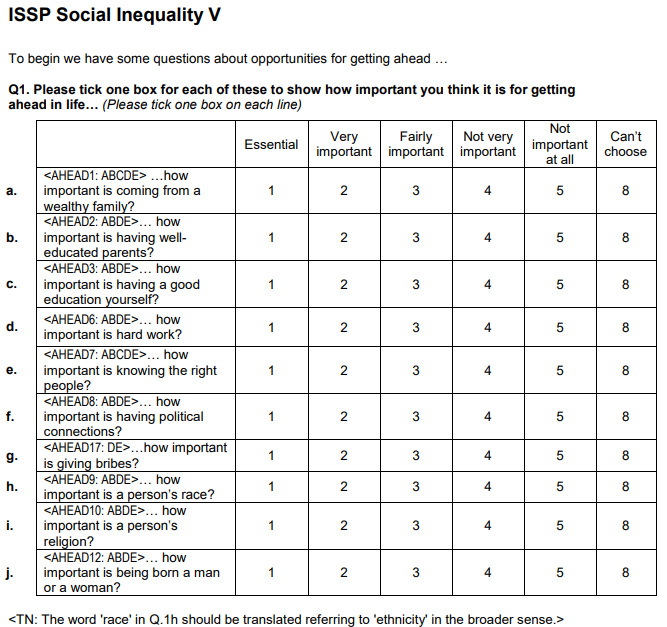 ISSP Social Inequality V
To begin we have some questions about opportunities for getting ahead …
Q1. Please tick one box for each of these to show how important you think it is for getting
ahead in life… (Please tick one box on each line)
Essential
Very
important
Fairly
important
Not very
important
Not
important
at all
Can't
choose
a.
<AHEAD1: ABCDE> …how
important is coming from a
wealthy family?
1 2 3 4 5 8
b.
<AHEAD2: ABDE>… how
important is having well-
educated parents?
1 2 3 4 5 8
c.
<AHEAD3: ABDE>… how
important is having a good
education yourself?
1 2 3 4 5 8
d.
<AHEAD6: ABDE>… how
important is hard work?
1 2 3 4 5 8
e.
<AHEAD7: ABCDE>… how
important is knowing the right
people?
1 2 3 4 5 8
f.
<AHEAD8: ABDE>… how
important is having political
connections?
1 2 3 4 5 8
g.
<AHEAD17: DE>…how important
is giving bribes?
1 2 3 4 5 8
h.
<AHEAD9: ABDE>… how
important is a person's race?
1 2 3 4 5 8
i.
<AHEAD10: ABDE>… how
important is a person's
religion?
1 2 3 4 5 8
j.
<AHEAD12: ABDE>… how
important is being born a man
or a woman?
1 2 3 4 5 8
<TN: The word 'race' in Q.1h should be translated referring to 'ethnicity' in the broader sense.>